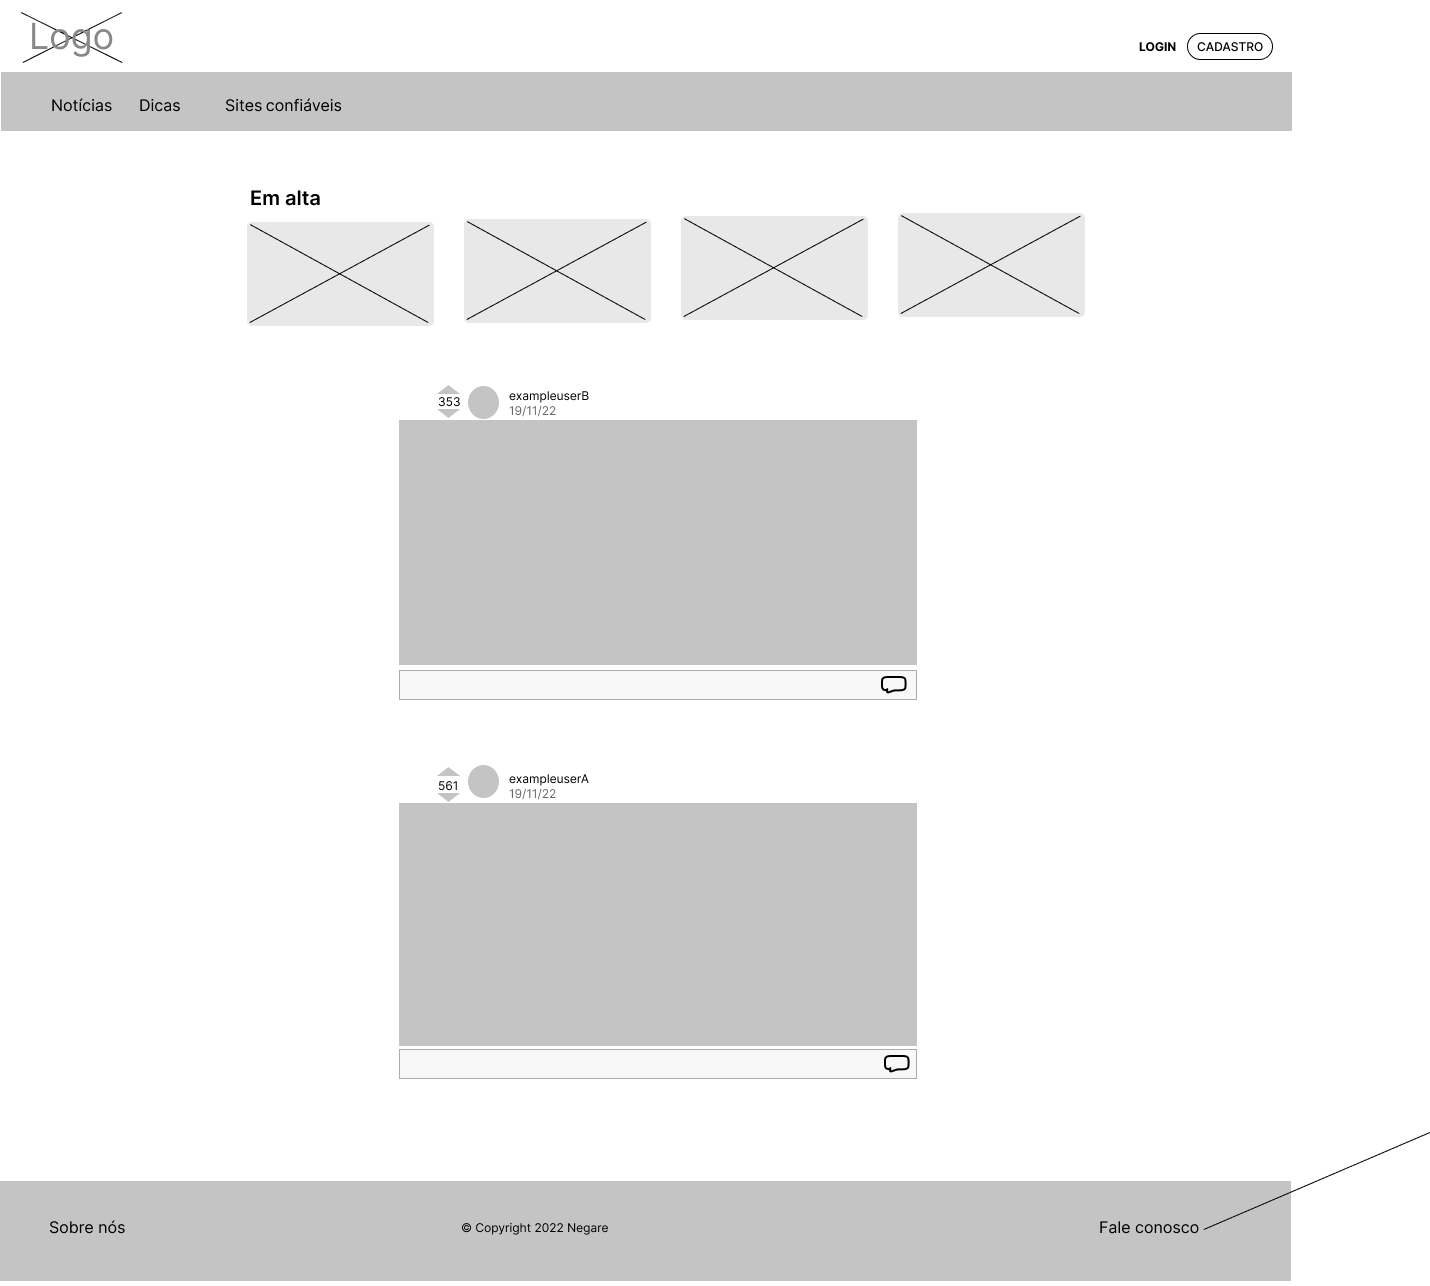 Logo
LOGIN
CADASTRO
Notícias
Dicas
Sites confiáveis
Em alta
353
exampleuserB
19/11/22
561
exampleuserA
19/11/22
Sobre nós
© Copyright 2022 Negare
Fale conosco